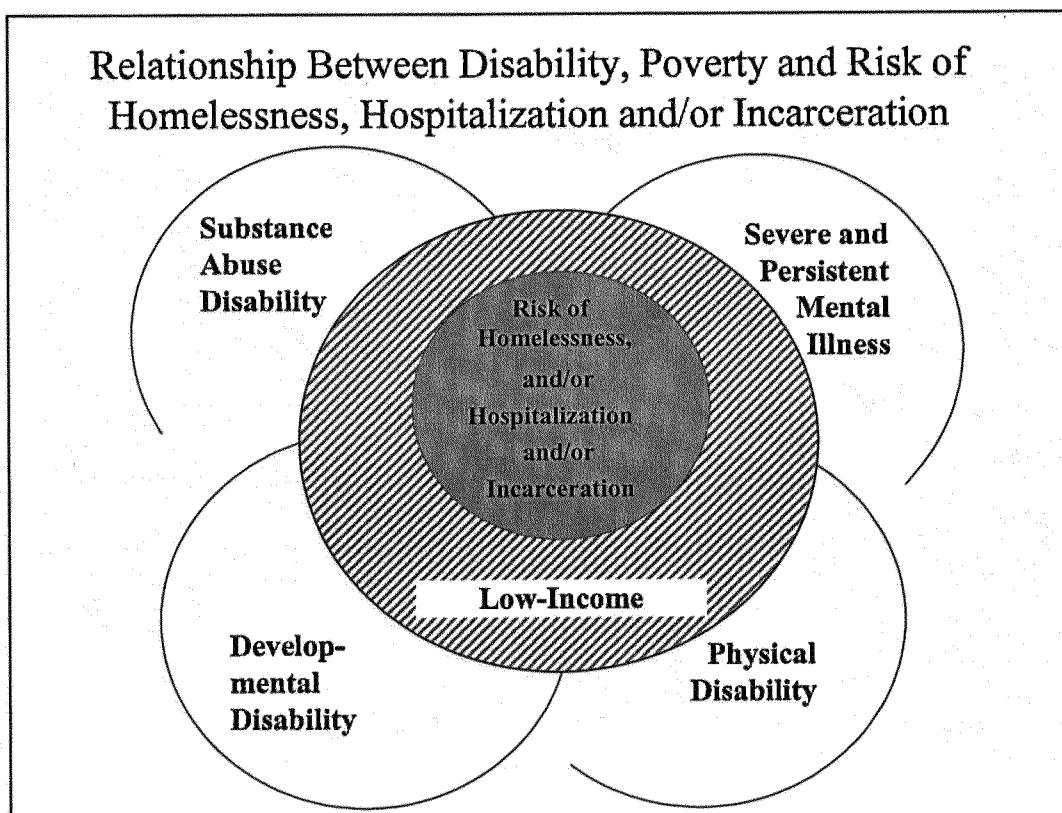 Relationship Between Disability, Poverty and Risk of
Homelessness, Hospitalization and/or Incarceration
Substance
Abuse
Disability
Severe and
Persistent
Mental
Illness
Risk of
Homelessness,
and/or
Hospitalization
and/or
Incarceration
Low-Income
Develop-
mental
Disability
Physical
Disability